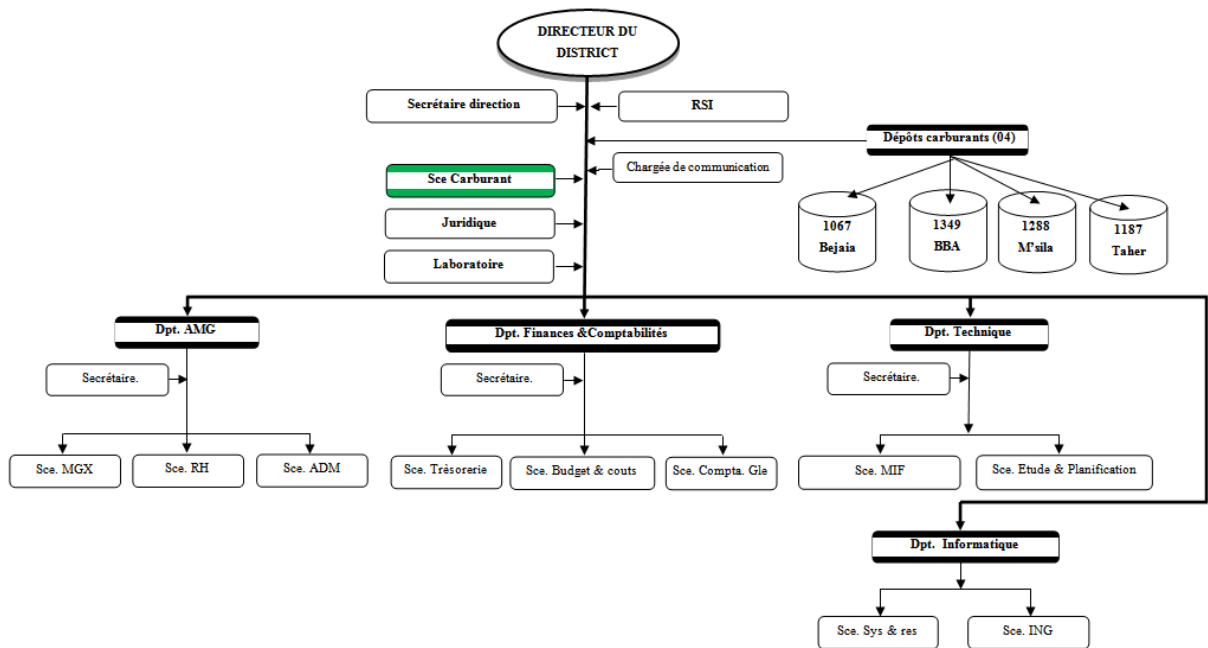 DIRECTEUR DU
DISTRICT
Secrétaire direction
RSI
Dépôts carburants (04)
Sce Carburant
Chargée de communication
Juridique
Laboratoire
1067
Bejaia
1349
BBA
1288
M'sila
1187
Taher
Dpt. AMG
Dpt. Finances &Comptabilités
Dpt. Technique
Secrétaire.
Secrétaire.
Secrétaire.
Sce. MGX
Sce. RH
Sce. ADM
Sce. Trèsorerie
Sce. Budget & couts
Sce. Compta. Gle
Sce. MIF
Sce. Etude & Planification
Dpt. Informatique
Sce. Sys & res
Sce. ING